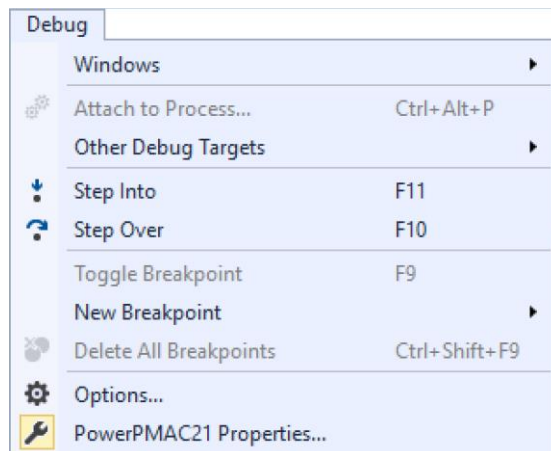 Debug
Windows
Attach to Process... Ctrl+Alt+P
Other Debug Targets
Step Into F11
Step Over F10
Toggle Breakpoint F9
New Breakpoint
Delete All Breakpoints Ctrl+Shift+F9
Options...
PowerPMAC21 Properties...